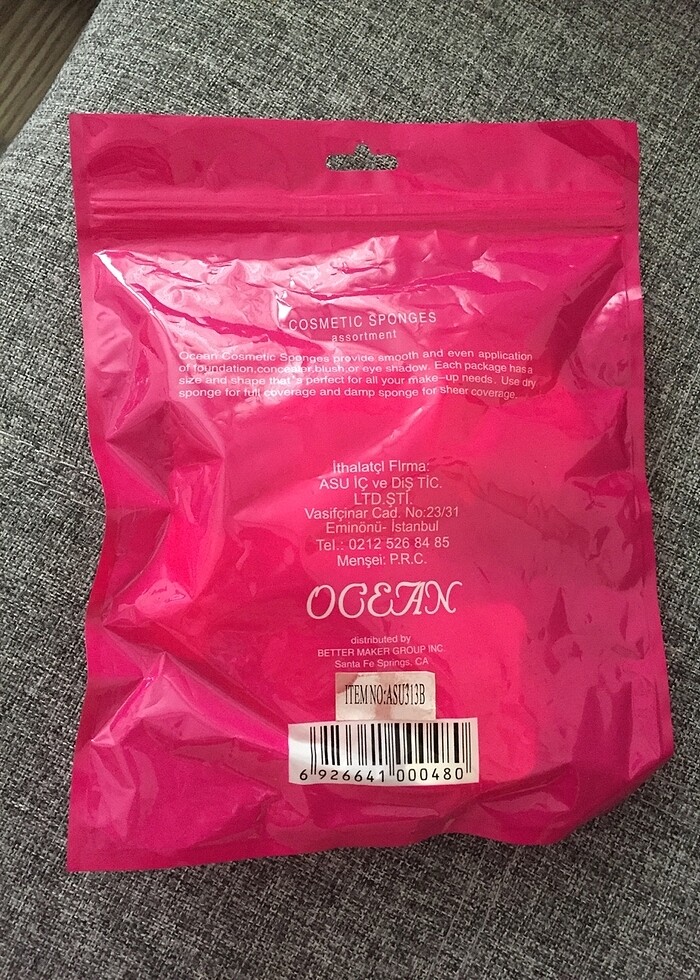 COSMETIC SPONGES
assortment
Ocean Cosmetic Sponges provide smooth and even application
of foundation,concealer,blush,or eye shadow. Each package has a
size and shape that's perfect for all your make-up needs. Use dry
sponge for full coverage and damp sponge for sheer coverage.
İthalatçI FIrma:
ASU İÇ ve DiŞ TİC.
LTD.ŞTİ.
Vasifçinar Cad. No:23/31
Eminönü- İstanbul
Tel.: 0212 526 84 85
Menşei: P.R.C.
OCEAN
distributed by
BETTER MAKER GROUP INC.
Santa Fe Springs, CA
ITEM NO:ASU313B
6 926641 000480